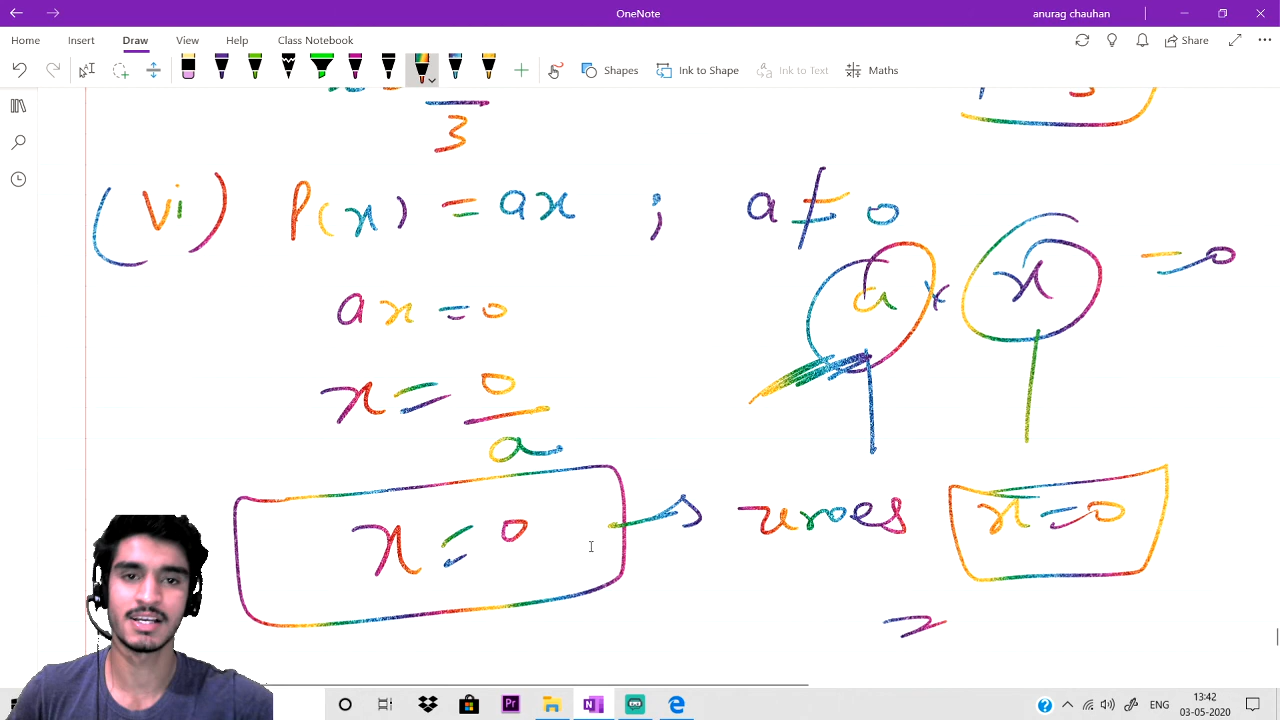 OneNote
anurag chauhan
Home Insert Draw View Help Class Notebook
Share
Shapes Ink to Shape Ink to Text Maths
3
(vi) P(x) = ax ; a ≠ 0
a × x = 0
ax = 0
x = 0/a
x = 0 → zeroes x = 0
ENG
13:42
03-05-2020